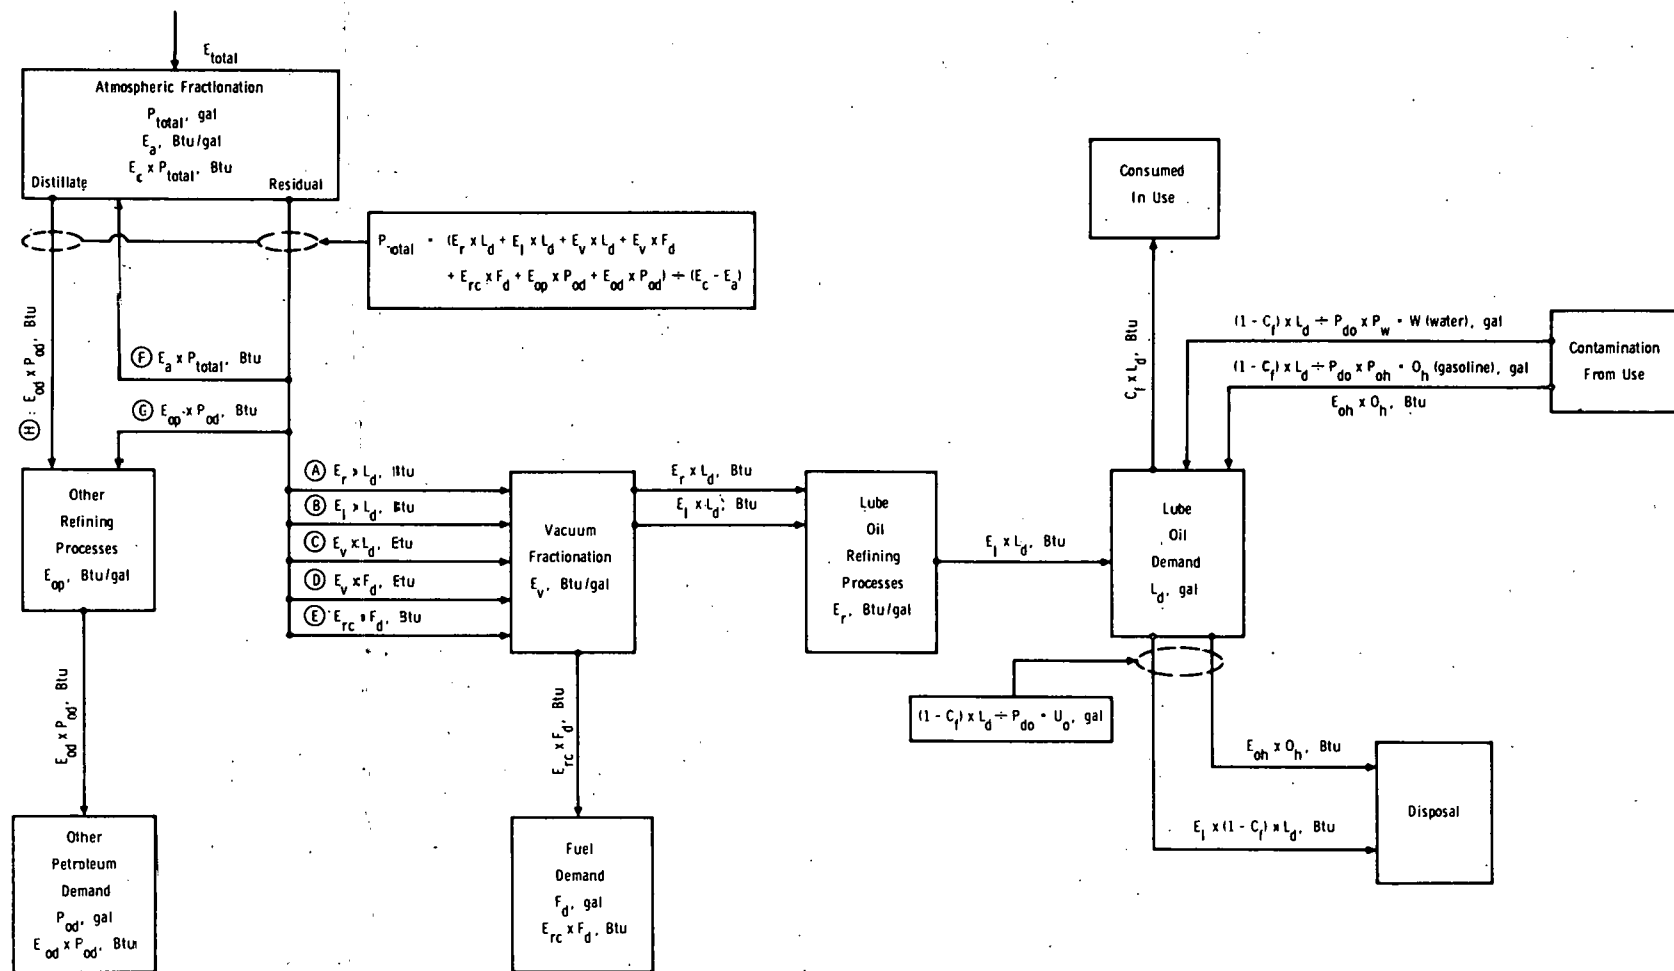 E_total
Atmospheric Fractionation
P_total, gal
E_a, Btu/gal
E_c x P_total, Btu
Distillate
Residual
P_total = (E_r x L_d + E_l x L_d + E_v x L_d + E_v x F_d
+ E_rc x F_d + E_op x P_od + E_od x P_od) ÷ (E_c - E_a)
Ⓗ : E_od x P_od, Btu
Ⓕ E_a x P_total, Btu
Ⓖ E_op x P_od, Btu
Ⓐ E_r x L_d, Btu
Ⓑ E_l x L_d, Btu
Ⓒ E_v x L_d, Btu
Ⓓ E_v x F_d, Btu
Ⓔ E_rc x F_d, Btu
Other
Refining
Processes
E_op, Btu/gal
E_od x P_od, Btu
Other
Petroleum
Demand
P_od, gal
E_od x P_od, Btu
Vacuum
Fractionation
E_v, Btu/gal
E_rc x F_d, Btu
Fuel
Demand
F_d, gal
E_rc x F_d, Btu
E_r x L_d, Btu
E_l x L_d, Btu
Lube
Oil
Refining
Processes
E_r, Btu/gal
E_l x L_d, Btu
Consumed
In Use
C_f x L_d, Btu
(1 - C_f) x L_d ÷ P_do x P_w = W (water), gal
(1 - C_f) x L_d ÷ P_do x P_oh = O_h (gasoline), gal
E_oh x O_h, Btu
Contamination
From Use
Lube
Oil
Demand
L_d, gal
(1 - C_f) x L_d ÷ P_do = U_o, gal
E_oh x O_h, Btu
E_l x (1 - C_f) x L_d, Btu
Disposal